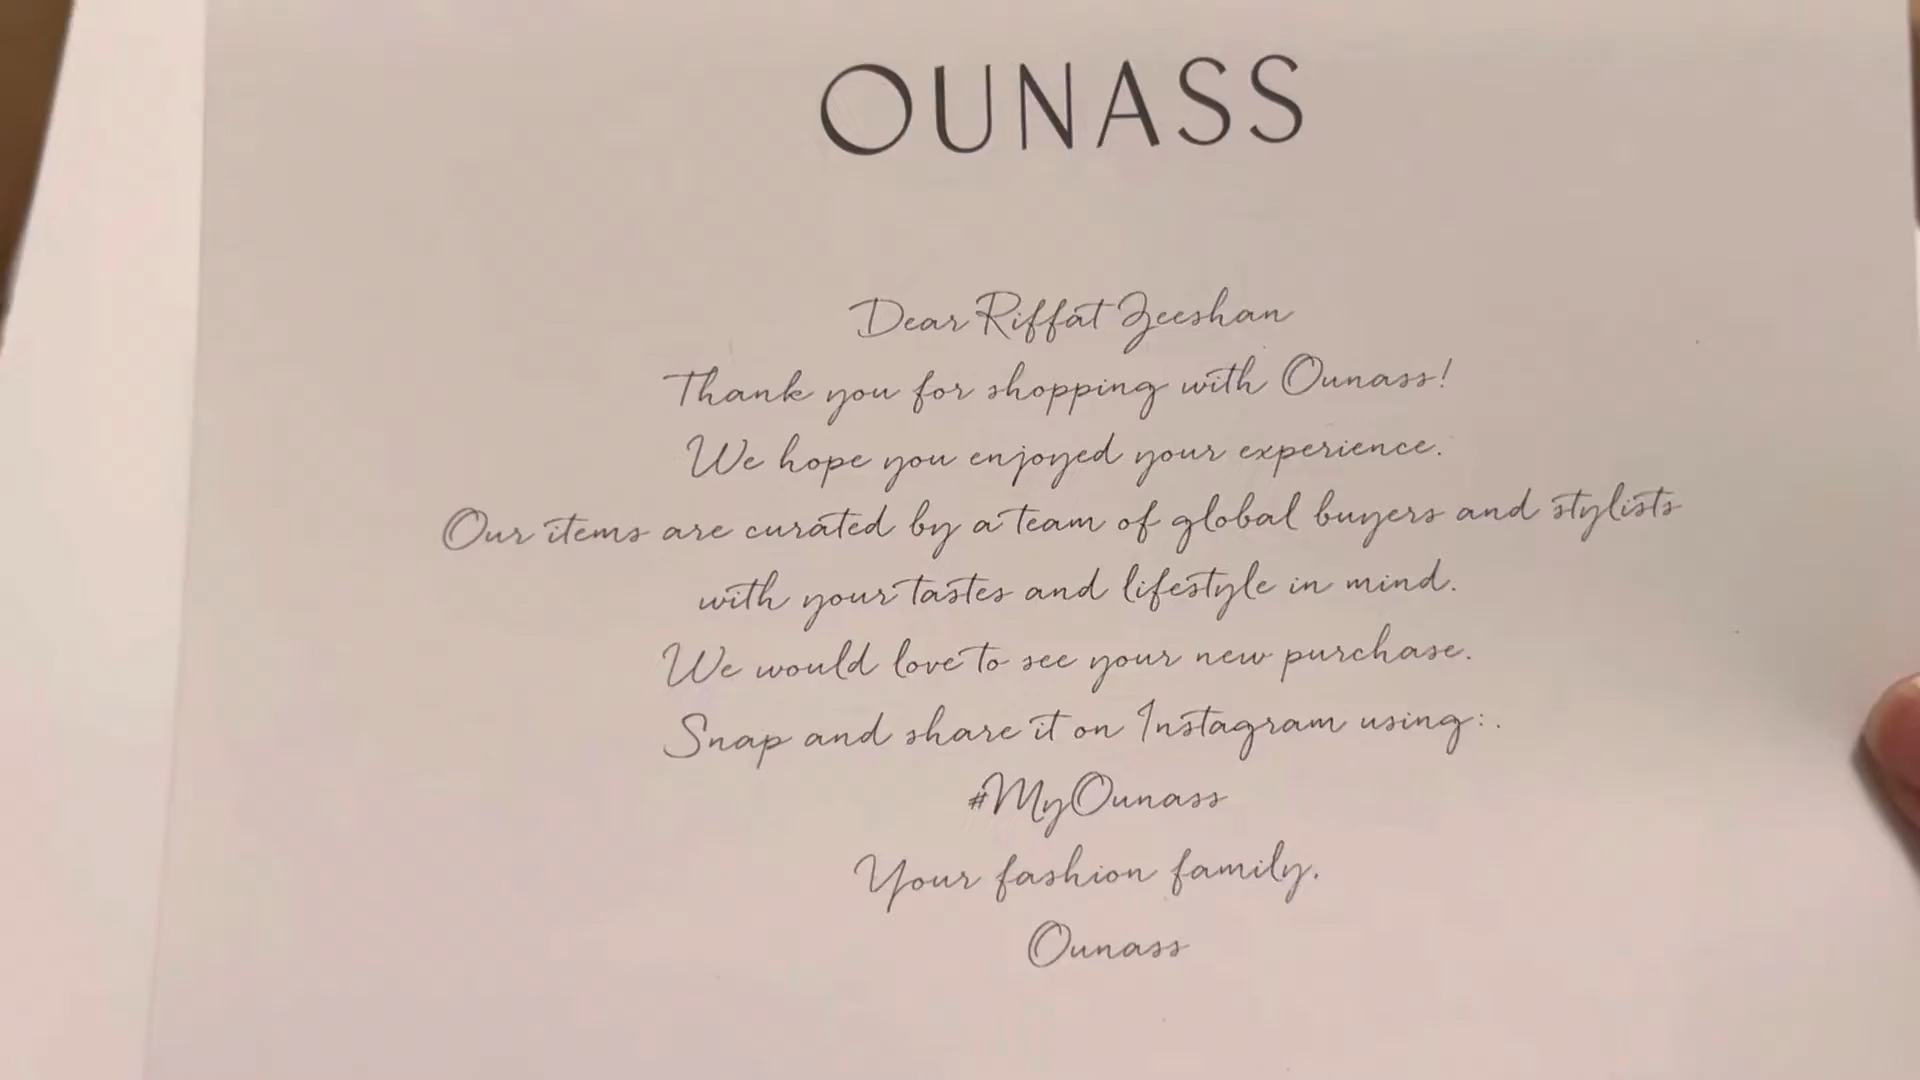 OUNASS
Dear Riffat Zeeshan
Thank you for shopping with Ounass!
We hope you enjoyed your experience.
Our items are curated by a team of global buyers and stylists
with your tastes and lifestyle in mind.
We would love to see your new purchase.
Snap and share it on Instagram using:.
#MyOunass
Your fashion family.
Ounass